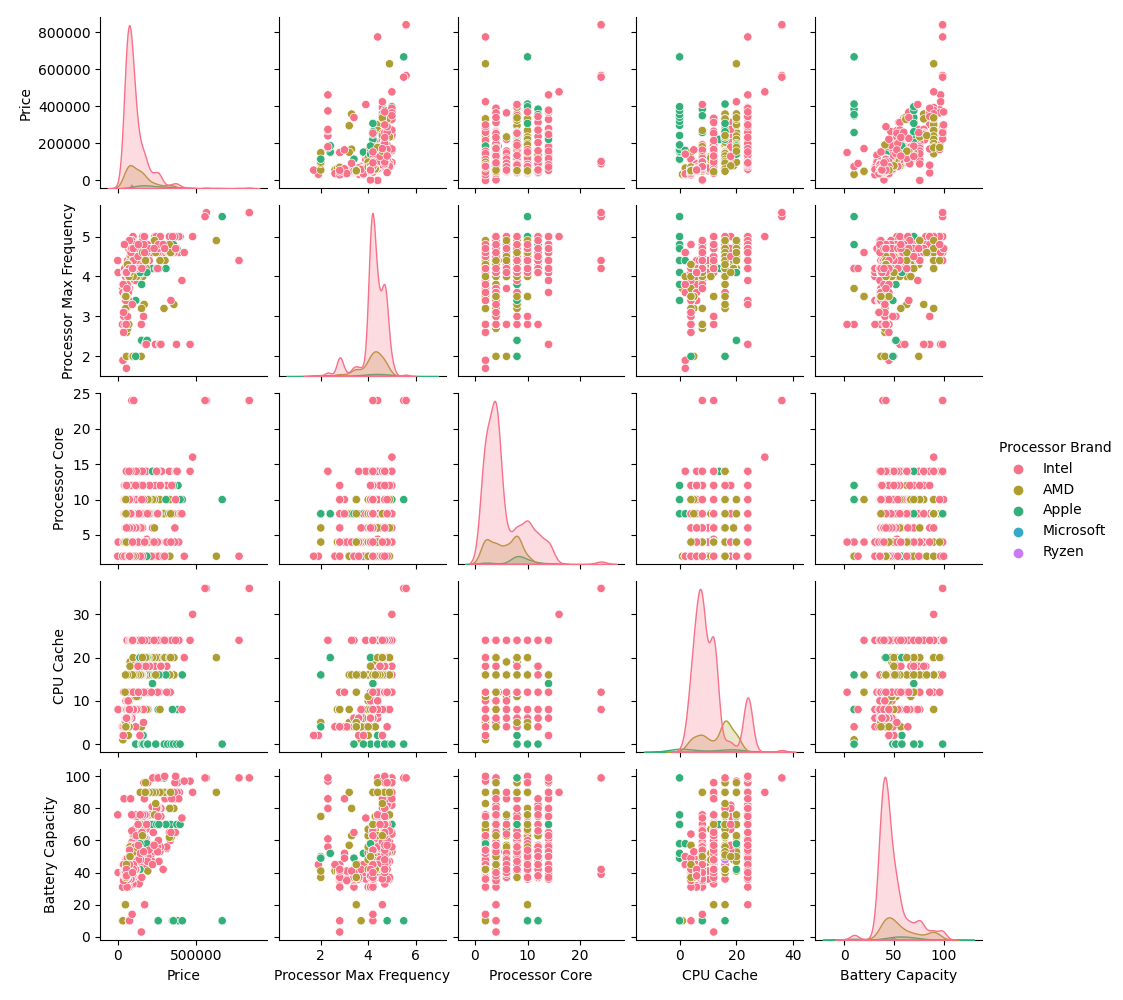 800000
600000
400000
200000
0
Price
5
4
3
2
Processor Max Frequency
25
20
15
10
5
Processor Core
Processor Brand
Intel
AMD
Apple
Microsoft
Ryzen
30
20
10
0
CPU Cache
100
80
60
40
20
0
Battery Capacity
0 500000
2 4 6
0 10 20
0 20 40
0 50 100
Price
Processor Max Frequency
Processor Core
CPU Cache
Battery Capacity